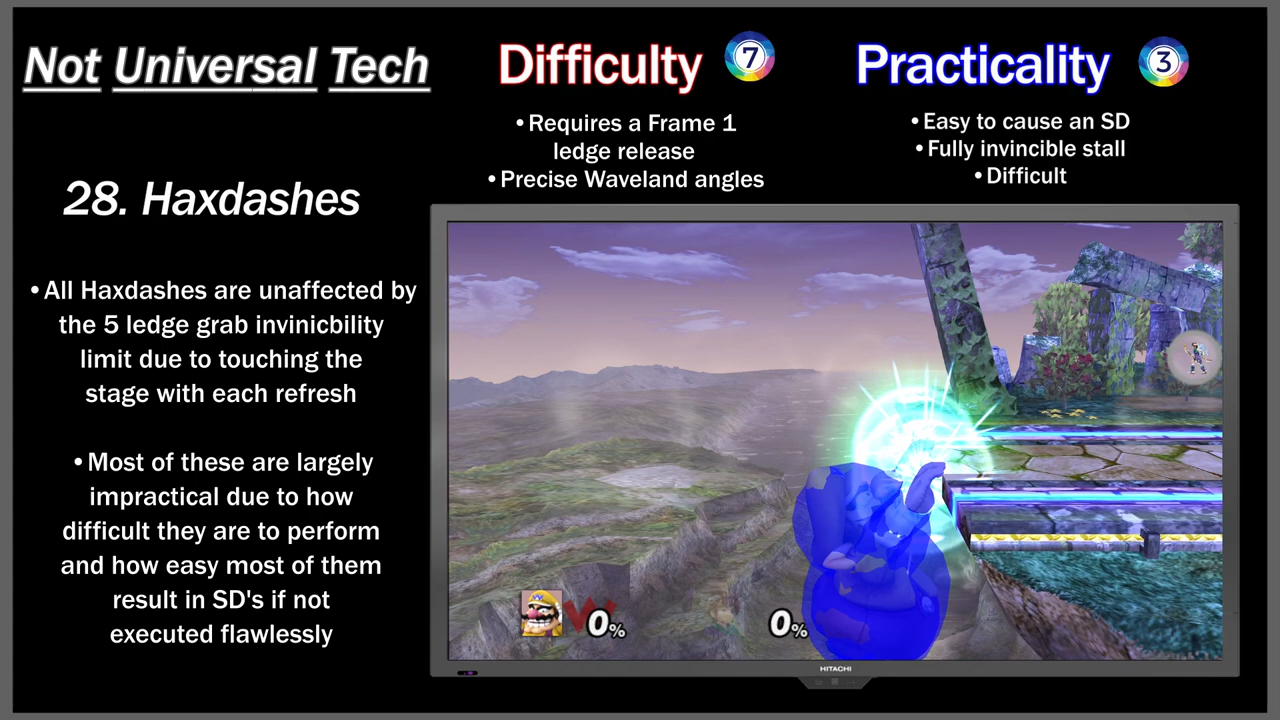 Not Universal Tech
Difficulty
7
Practicality
3
•Requires a Frame 1
ledge release
•Precise Waveland angles
•Easy to cause an SD
•Fully invincible stall
•Difficult
28. Haxdashes
•All Haxdashes are unaffected by
the 5 ledge grab invinicbility
limit due to touching the
stage with each refresh
•Most of these are largely
impractical due to how
difficult they are to perform
and how easy most of them
result in SD's if not
executed flawlessly
0%
0%
HITACHI